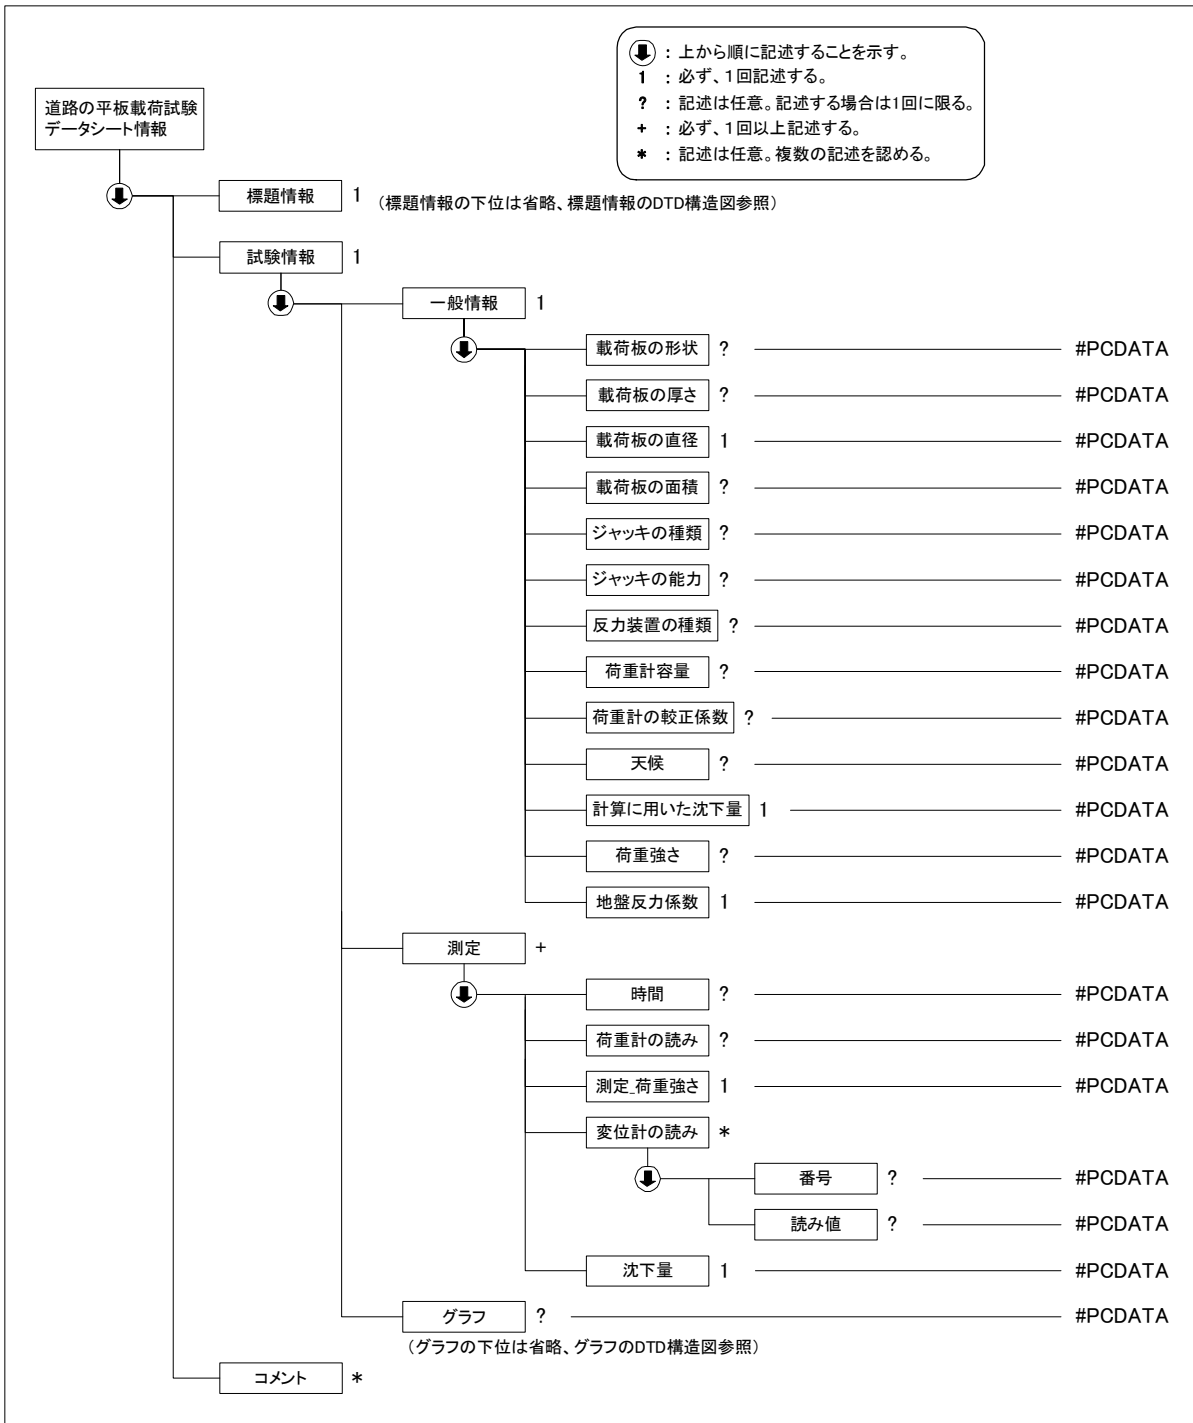 : 上から順に記述することを示す。
1 : 必ず、1回記述する。
? : 記述は任意。記述する場合は1回に限る。
+ : 必ず、1回以上記述する。
* : 記述は任意。複数の記述を認める。
道路の平板載荷試験
データシート情報
標題情報 1 (標題情報の下位は省略、標題情報のDTD構造図参照)
試験情報 1
一般情報 1
載荷板の形状 ? #PCDATA
載荷板の厚さ ? #PCDATA
載荷板の直径 1 #PCDATA
載荷板の面積 ? #PCDATA
ジャッキの種類 ? #PCDATA
ジャッキの能力 ? #PCDATA
反力装置の種類 ? #PCDATA
荷重計容量 ? #PCDATA
荷重計の較正係数 ? #PCDATA
天候 ? #PCDATA
計算に用いた沈下量 1 #PCDATA
荷重強さ ? #PCDATA
地盤反力係数 1 #PCDATA
測定 +
時間 ? #PCDATA
荷重計の読み ? #PCDATA
測定_荷重強さ 1 #PCDATA
変位計の読み *
番号 ? #PCDATA
読み値 ? #PCDATA
沈下量 1 #PCDATA
グラフ ? #PCDATA
(グラフの下位は省略、グラフのDTD構造図参照)
コメント *